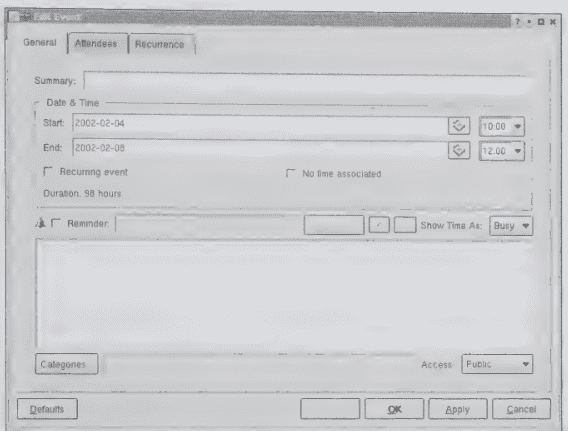 Edit Event
General Attendees Recurrence
Summary:
Date & Time
Start: 2002-02-04 10:00
End: 2002-02-08 12:00
Recurring event No time associated
Duration: 98 hours
Reminder: Show Time As: Busy
Categories Access Public
Defaults OK Apply Cancel